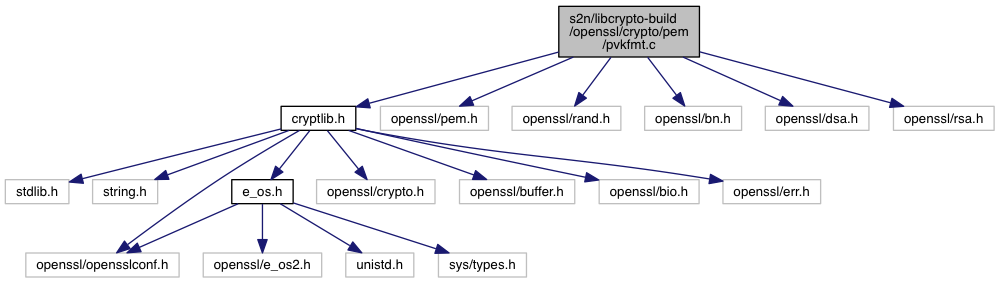 s2n/libcrypto-build
/openssl/crypto/pem
/pvkfmt.c
cryptlib.h
openssl/pem.h
openssl/rand.h
openssl/bn.h
openssl/dsa.h
openssl/rsa.h
stdlib.h
string.h
e_os.h
openssl/crypto.h
openssl/buffer.h
openssl/bio.h
openssl/err.h
openssl/opensslconf.h
openssl/e_os2.h
unistd.h
sys/types.h